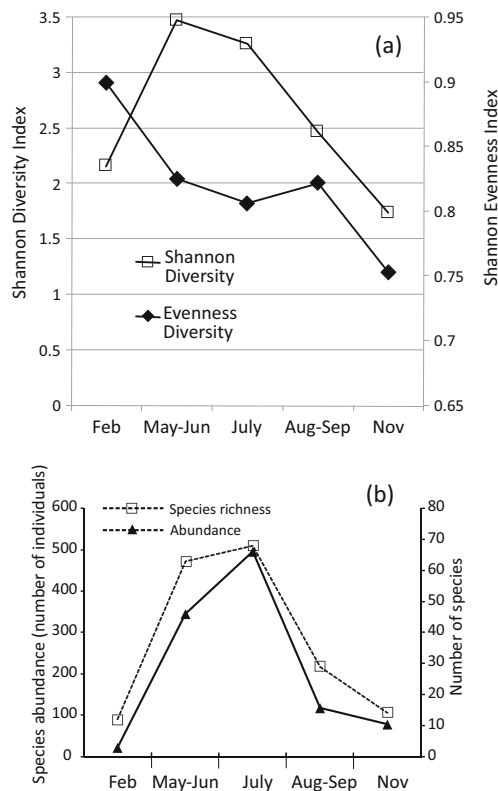 (a)
Shannon Diversity Index
3.5
3
2.5
2
1.5
1
0.5
0
Shannon
Diversity
Evenness
Diversity
0.95
0.9
0.85
0.8
0.75
0.7
0.65
Shannon Evenness Index
Feb May-Jun July Aug-Sep Nov
(b)
Species abundance (number of individuals)
600
500
400
300
200
100
0
Species richness
Abundance
80
70
60
50
40
30
20
10
0
Number of species
Feb May-Jun July Aug-Sep Nov